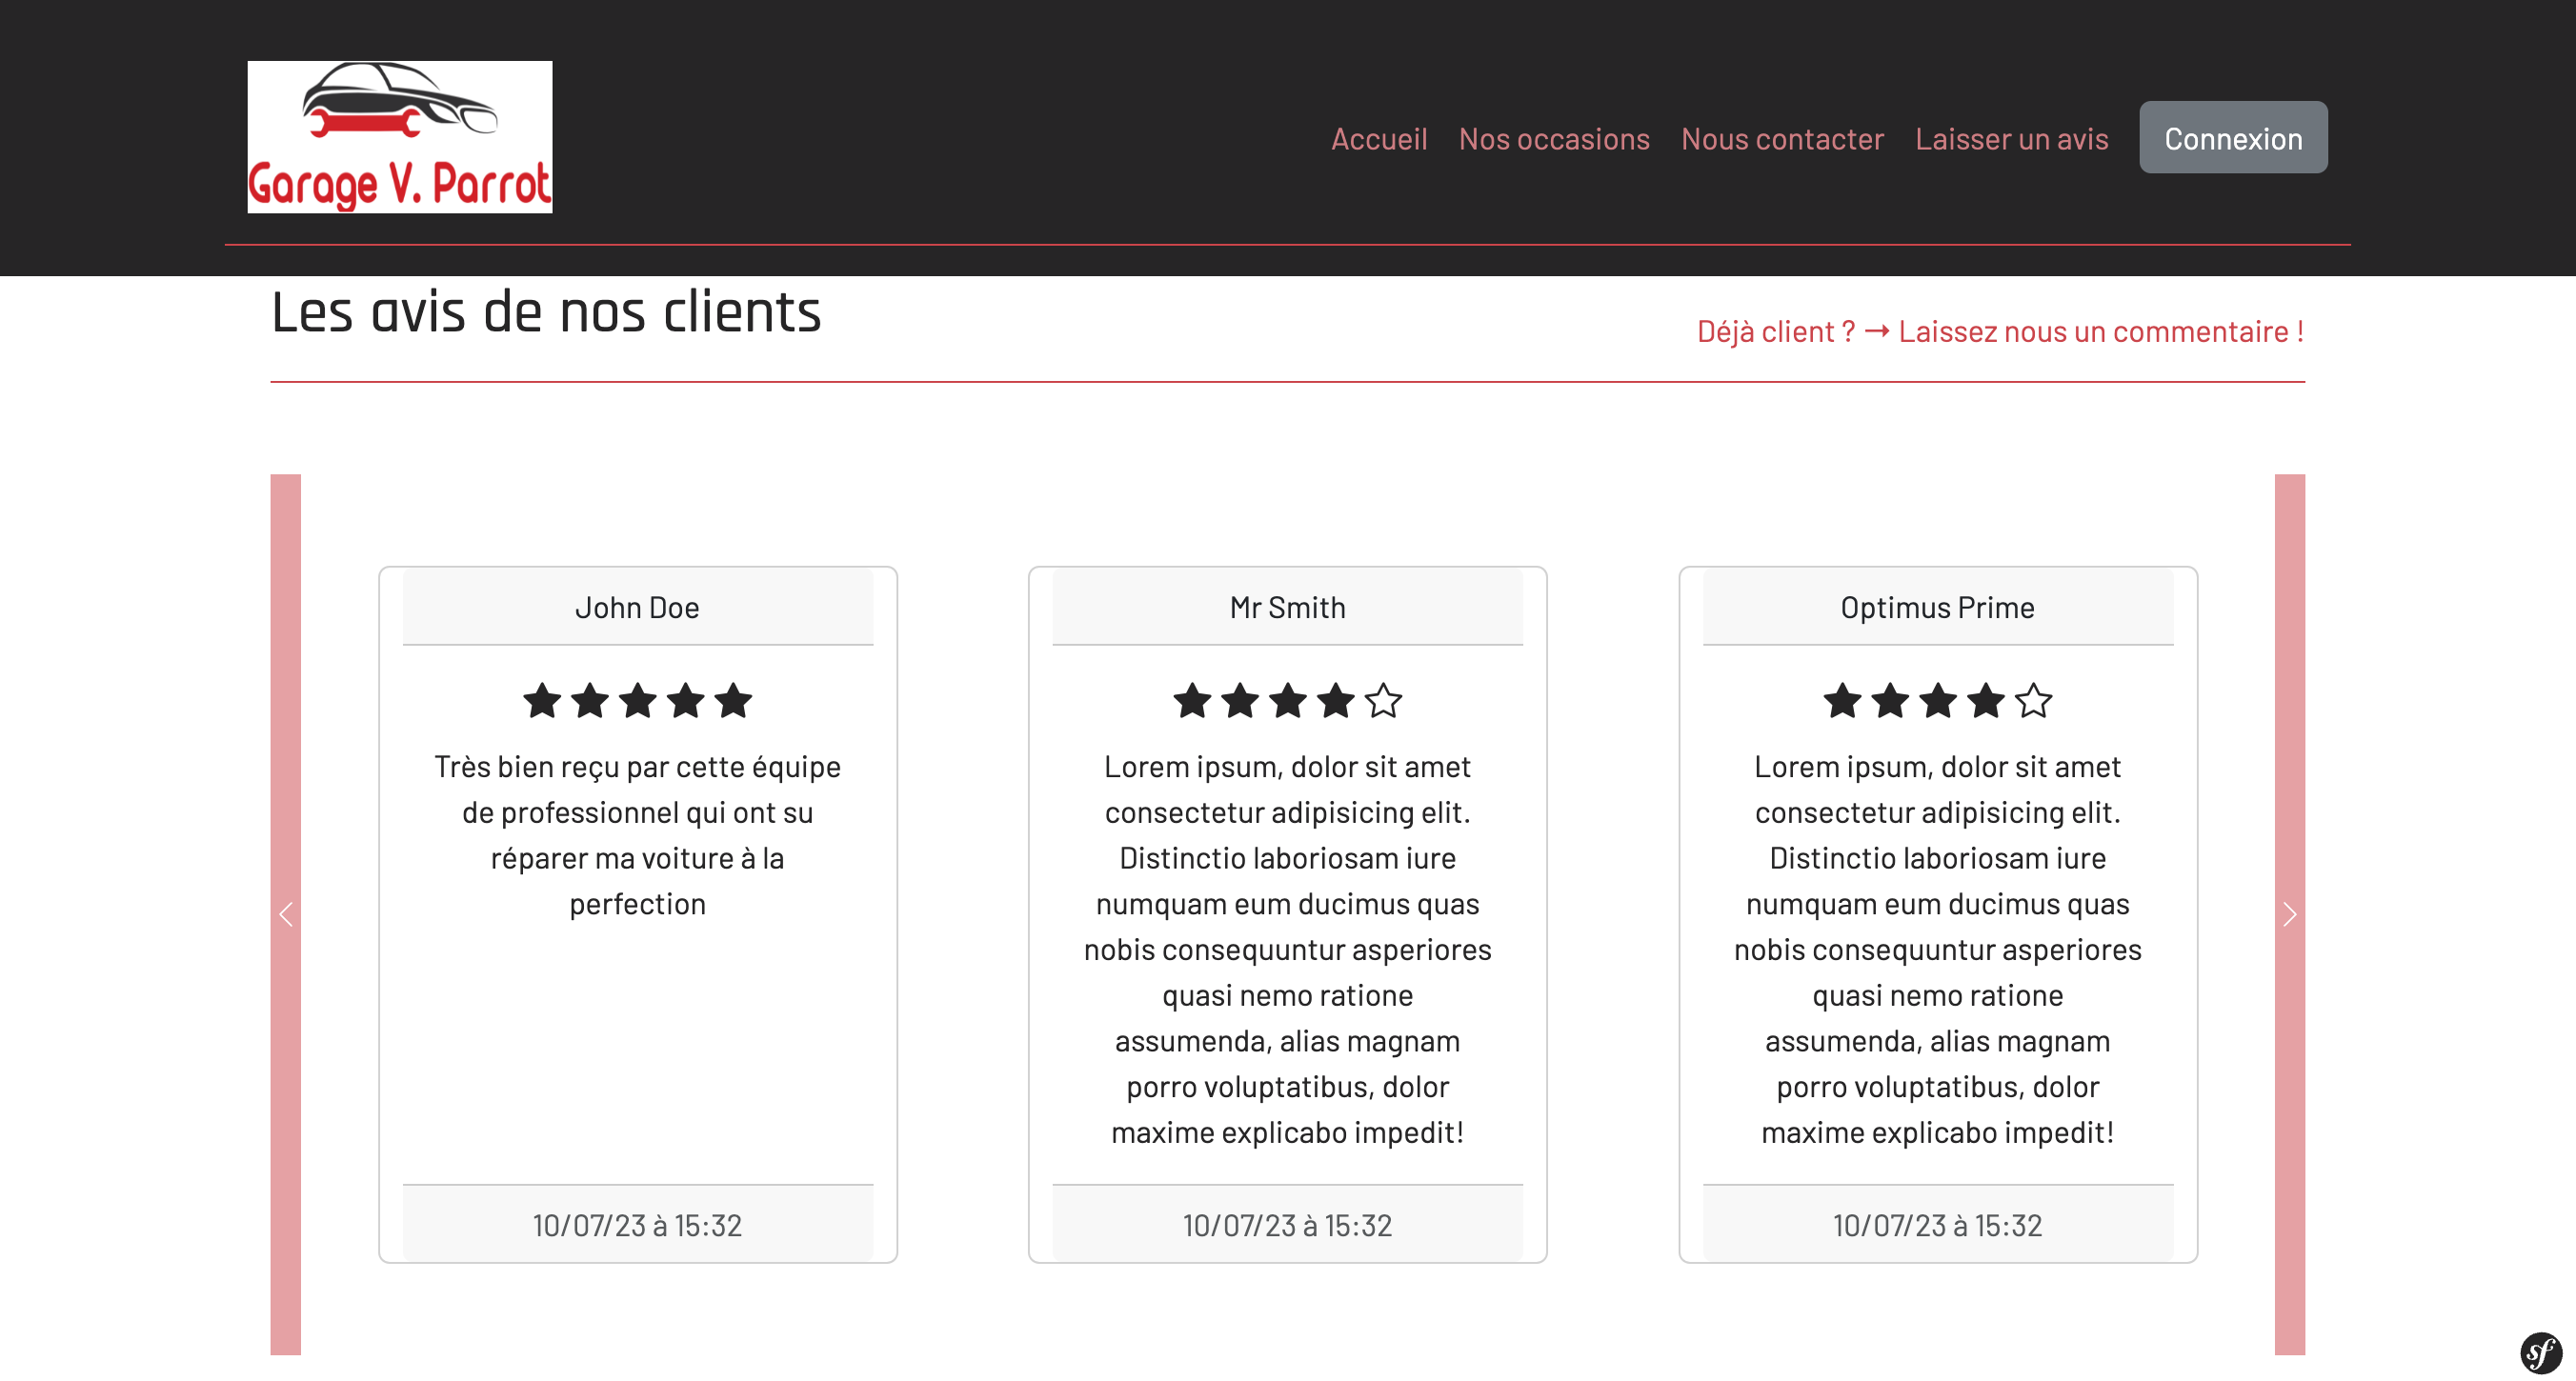 Garage V. Parrot
Accueil Nos occasions Nous contacter Laisser un avis Connexion
Les avis de nos clients
Déjà client ? → Laissez nous un commentaire !
John Doe
Très bien reçu par cette équipe
de professionnel qui ont su
réparer ma voiture à la
perfection
10/07/23 à 15:32
Mr Smith
Lorem ipsum, dolor sit amet
consectetur adipisicing elit.
Distinctio laboriosam iure
numquam eum ducimus quas
nobis consequuntur asperiores
quasi nemo ratione
assumenda, alias magnam
porro voluptatibus, dolor
maxime explicabo impedit!
10/07/23 à 15:32
Optimus Prime
Lorem ipsum, dolor sit amet
consectetur adipisicing elit.
Distinctio laboriosam iure
numquam eum ducimus quas
nobis consequuntur asperiores
quasi nemo ratione
assumenda, alias magnam
porro voluptatibus, dolor
maxime explicabo impedit!
10/07/23 à 15:32
sf